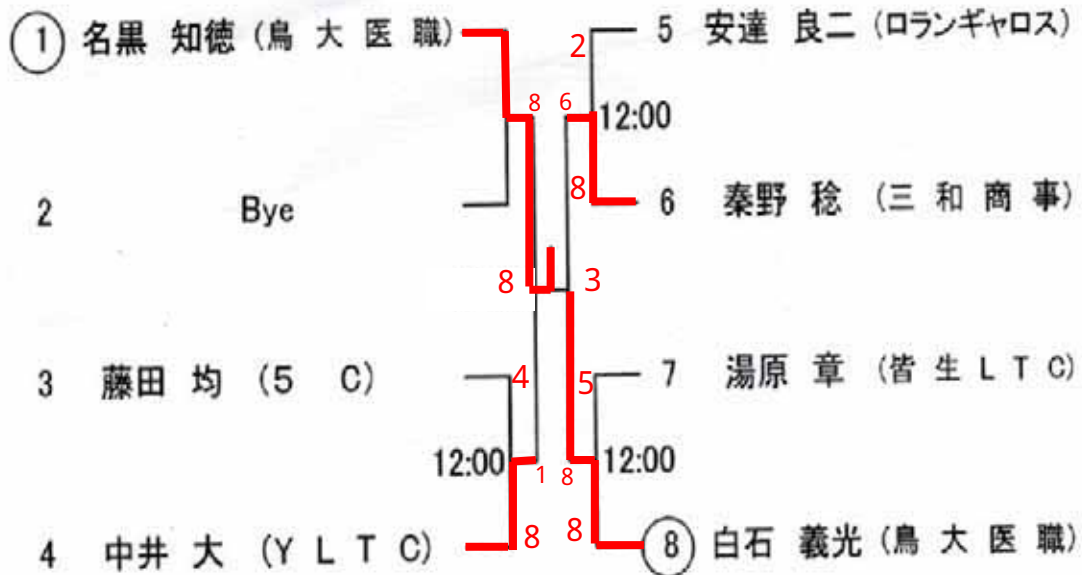 1 名黒 知徳 (鳥 大 医 職)
8
6
2
5 安達 良二 (ロランギャロス)
12:00
2 Bye
8
6 秦野 稔 (三 和 商 事)
8
3
3 藤田 均 (5 C)
4
5
7 湯原 章 (皆 生 L T C)
12:00
1
8
12:00
4 中井 大 (Y L T C)
8
8
8 白石 義光 (鳥 大 医 職)